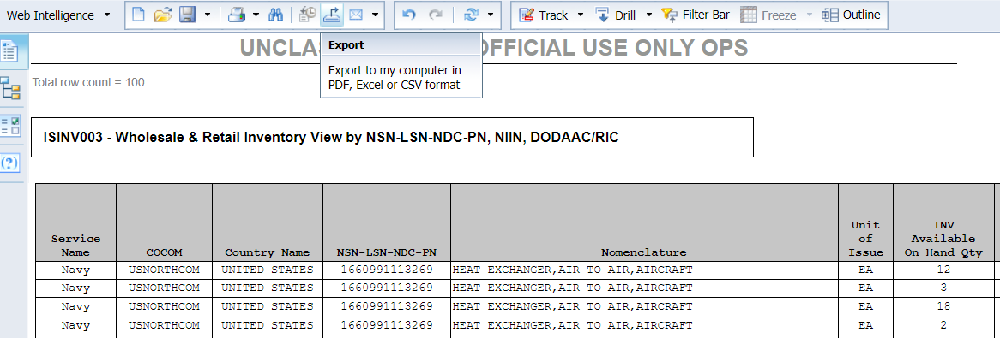 Web Intelligence Track Drill Filter Bar Freeze Outline
UNCLA OFFICIAL USE ONLY OPS
Export
Export to my computer in
PDF, Excel or CSV format
Total row count = 100
ISINV003 - Wholesale & Retail Inventory View by NSN-LSN-NDC-PN, NIIN, DODAAC/RIC
Service Name COCOM Country Name NSN-LSN-NDC-PN Nomenclature Unit of Issue INV Available On Hand Qty
Navy USNORTHCOM UNITED STATES 1660991113269 HEAT EXCHANGER,AIR TO AIR,AIRCRAFT EA 12
Navy USNORTHCOM UNITED STATES 1660991113269 HEAT EXCHANGER,AIR TO AIR,AIRCRAFT EA 3
Navy USNORTHCOM UNITED STATES 1660991113269 HEAT EXCHANGER,AIR TO AIR,AIRCRAFT EA 18
Navy USNORTHCOM UNITED STATES 1660991113269 HEAT EXCHANGER,AIR TO AIR,AIRCRAFT EA 2